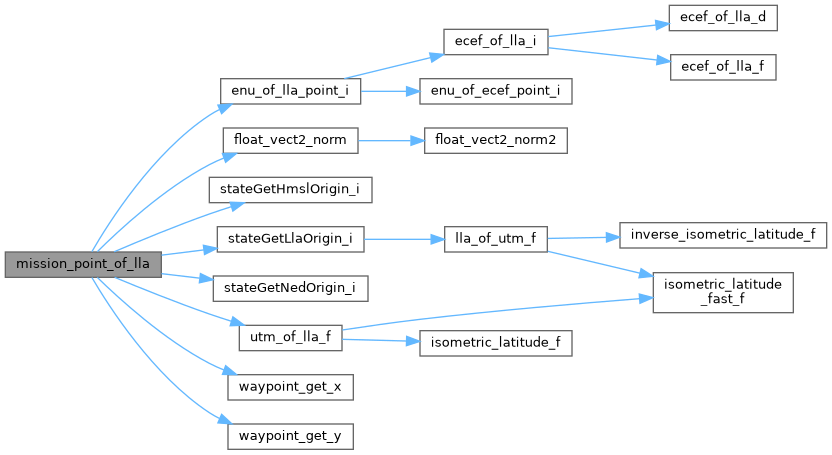 mission_point_of_lla
enu_of_lla_point_i
ecef_of_lla_i
ecef_of_lla_d
ecef_of_lla_f
enu_of_ecef_point_i
float_vect2_norm
float_vect2_norm2
stateGetHmslOrigin_i
stateGetLlaOrigin_i
lla_of_utm_f
inverse_isometric_latitude_f
isometric_latitude
_fast_f
stateGetNedOrigin_i
utm_of_lla_f
isometric_latitude_f
waypoint_get_x
waypoint_get_y